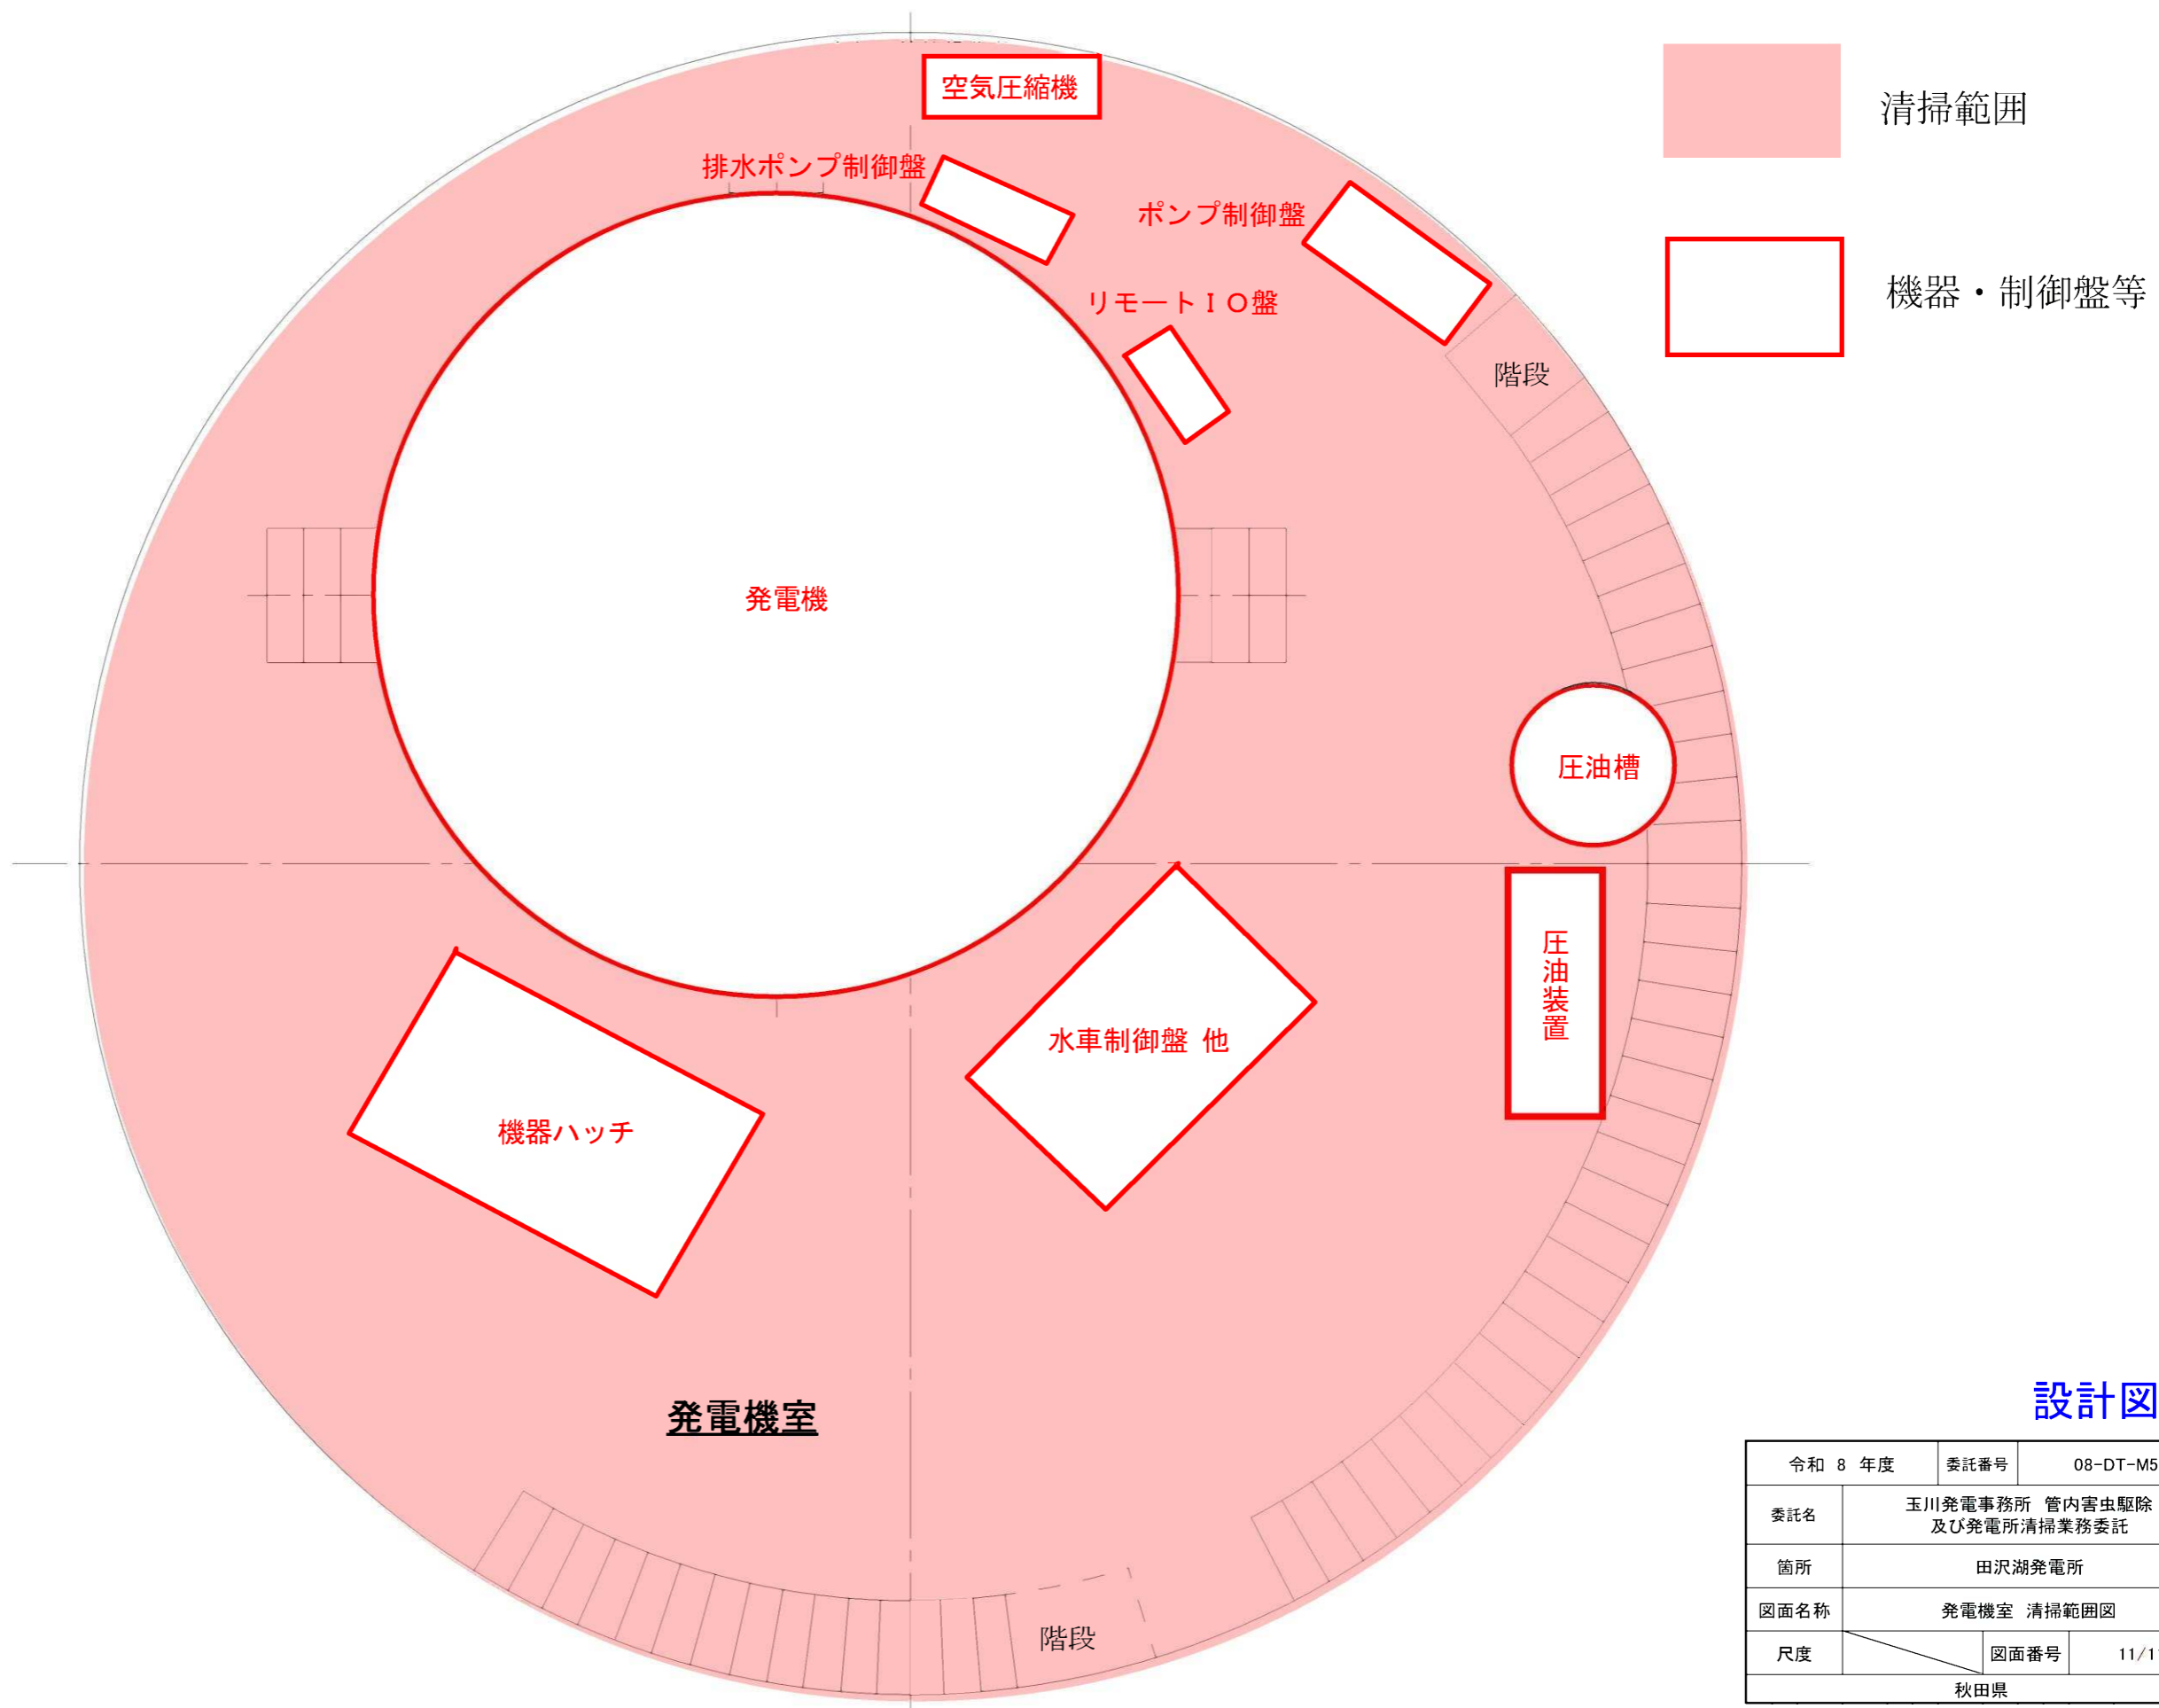 空気圧縮機
清掃範囲
排水ポンプ制御盤
ポンプ制御盤
機器・制御盤等
リモートＩＯ盤
階段
発電機
圧油槽
圧油装置
水車制御盤 他
機器ハッチ
発電機室
階段
設計図
令和 8 年度 委託番号 08-DT-M5
委託名 玉川発電事務所 管内害虫駆除
及び発電所清掃業務委託
箇所 田沢湖発電所
図面名称 発電機室 清掃範囲図
尺度 図面番号 11/1
秋田県